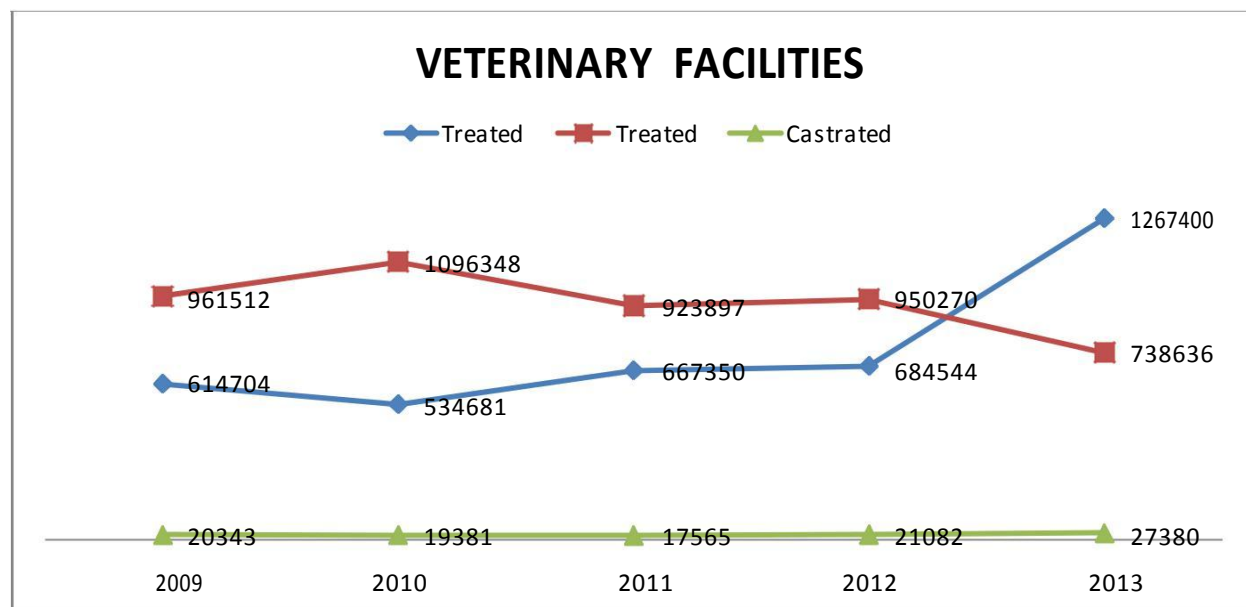 VETERINARY FACILITIES
Treated Treated Castrated
1267400
1096348
961512 923897 950270
738636
614704 534681 667350 684544
20343 19381 17565 21082 27380
2009 2010 2011 2012 2013